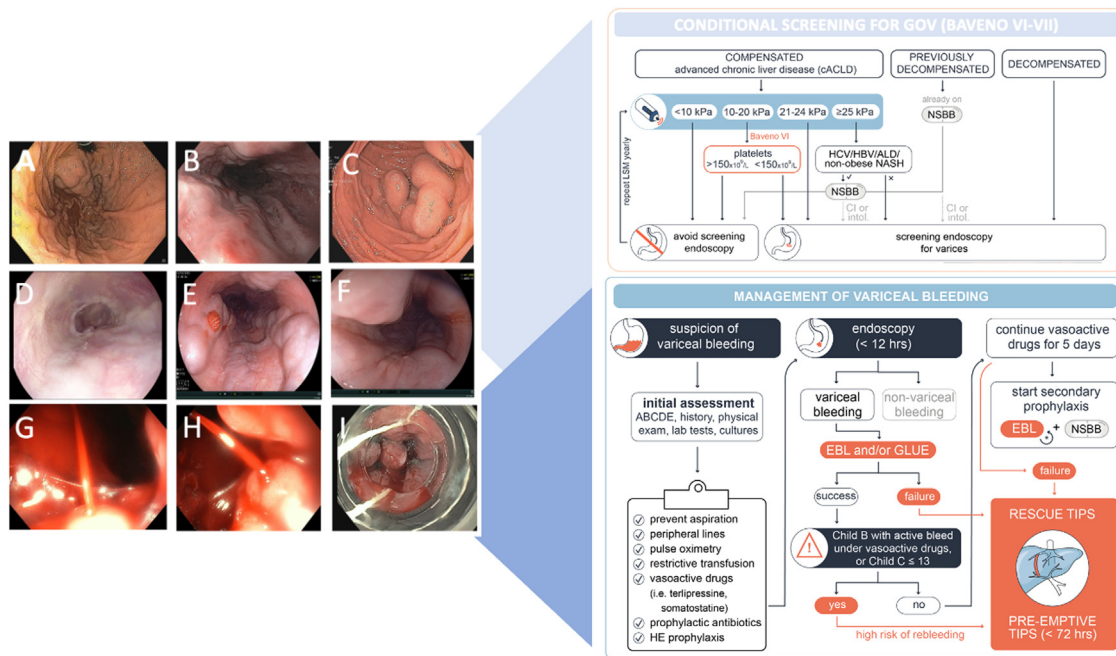 A
B
C
D
E
F
G
H
I
CONDITIONAL SCREENING FOR GOV (BAVENO VI-VII)
COMPENSATED
advanced chronic liver disease (cACLD)
PREVIOUSLY
DECOMPENSATED
DECOMPENSATED
repeat LSM yearly
<10 kPa
10-20 kPa
21-24 kPa
≥25 kPa
already on
NSBB
Baveno VI
platelets
>150x10⁹/L <150x10⁹/L
HCV/HBV/ALD/
non-obese NASH
NSBB
CI or
intol.
CI or
intol.
avoid screening
endoscopy
screening endoscopy
for varices
MANAGEMENT OF VARICEAL BLEEDING
suspicion of
variceal bleeding
initial assessment
ABCDE, history, physical
exam, lab tests, cultures
prevent aspiration
peripheral lines
pulse oximetry
restrictive transfusion
vasoactive drugs
(i.e. terlipressine,
somatostatine)
prophylactic antibiotics
HE prophylaxis
endoscopy
(< 12 hrs)
variceal
bleeding
non-variceal
bleeding
EBL and/or GLUE
success
failure
Child B with active bleed
under vasoactive drugs,
or Child C ≤ 13
yes
no
high risk of rebleeding
continue vasoactive
drugs for 5 days
start secondary
prophylaxis
EBL + NSBB
failure
RESCUE TIPS
PRE-EMPTIVE
TIPS (< 72 hrs)